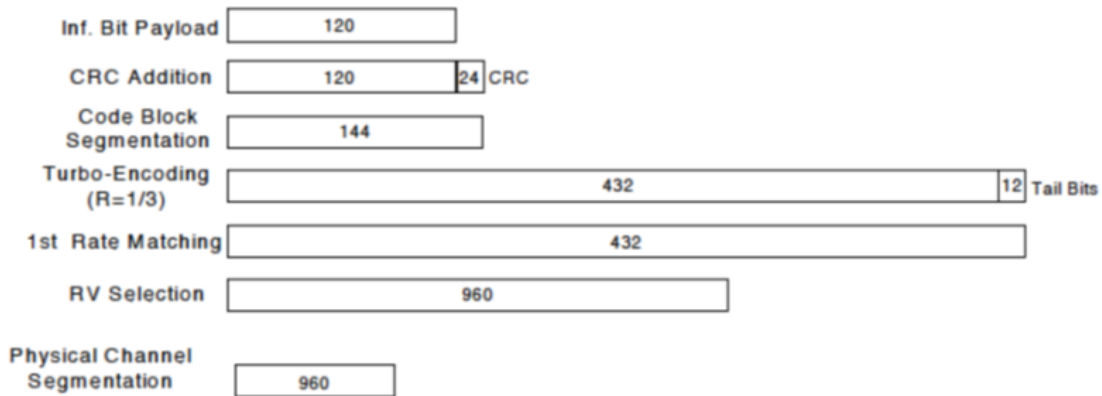 Inf. Bit Payload 120
CRC Addition 120 24 CRC
Code Block
Segmentation 144
Turbo-Encoding
(R=1/3) 432 12 Tail Bits
1st Rate Matching 432
RV Selection 960
Physical Channel
Segmentation 960